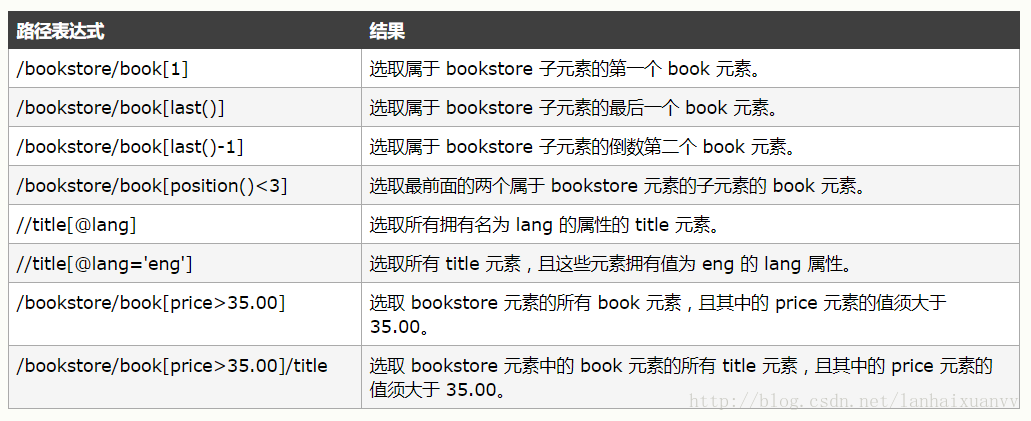 路径表达式 结果
/bookstore/book[1] 选取属于 bookstore 子元素的第一个 book 元素。
/bookstore/book[last()] 选取属于 bookstore 子元素的最后一个 book 元素。
/bookstore/book[last()-1] 选取属于 bookstore 子元素的倒数第二个 book 元素。
/bookstore/book[position()<3] 选取最前面的两个属于 bookstore 元素的子元素的 book 元素。
//title[@lang] 选取所有拥有名为 lang 的属性的 title 元素。
//title[@lang='eng'] 选取所有 title 元素，且这些元素拥有值为 eng 的 lang 属性。
/bookstore/book[price>35.00] 选取 bookstore 元素的所有 book 元素，且其中的 price 元素的值须大于
35.00。
/bookstore/book[price>35.00]/title 选取 bookstore 元素中的 book 元素的所有 title 元素，且其中的 price 元素的
值须大于 35.00。
http://blog.csdn.net/lanhaixuanvv